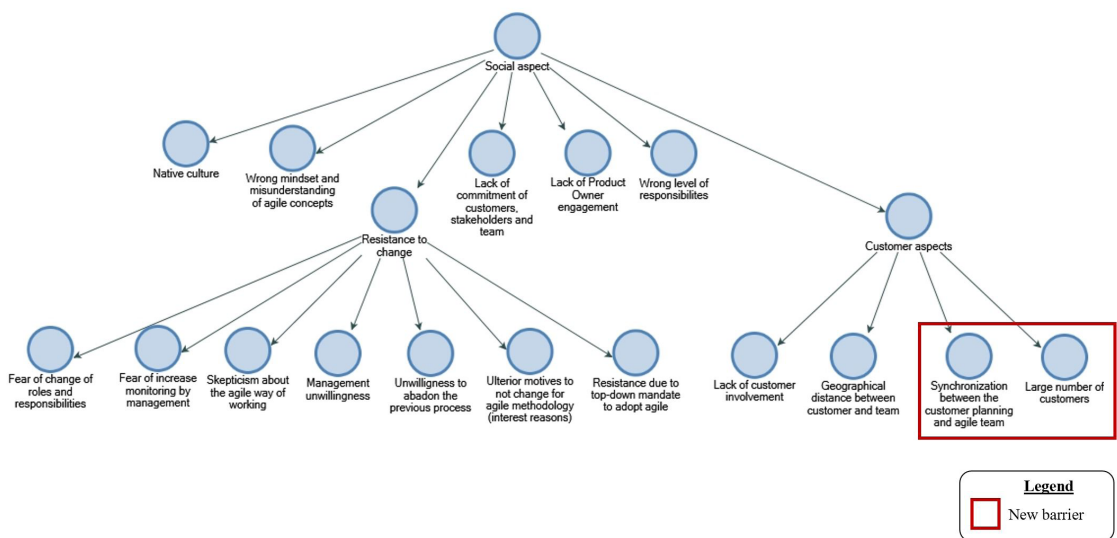 Social aspect
Native culture
Wrong mindset and
misunderstanding
of agile concepts
Lack of
commitment of
customers,
stakeholders and
team
Lack of Product
Owner
engagement
Wrong level of
responsibilites
Resistance to
change
Customer aspects
Fear of change of
roles and
responsibilities
Fear of increase
monitoring by
management
Skepticism about
the agile way of
working
Management
unwillingness
Unwilligness to
abadon the
previous process
Ulterior motives to
not change for
agile methodology
(interest reasons)
Resistance due to
top-down mandate
to adopt agile
Lack of customer
involvement
Geographical
distance between
customer and team
Synchronization
between the
customer planning
and agile team
Large number of
customers
Legend
New barrier